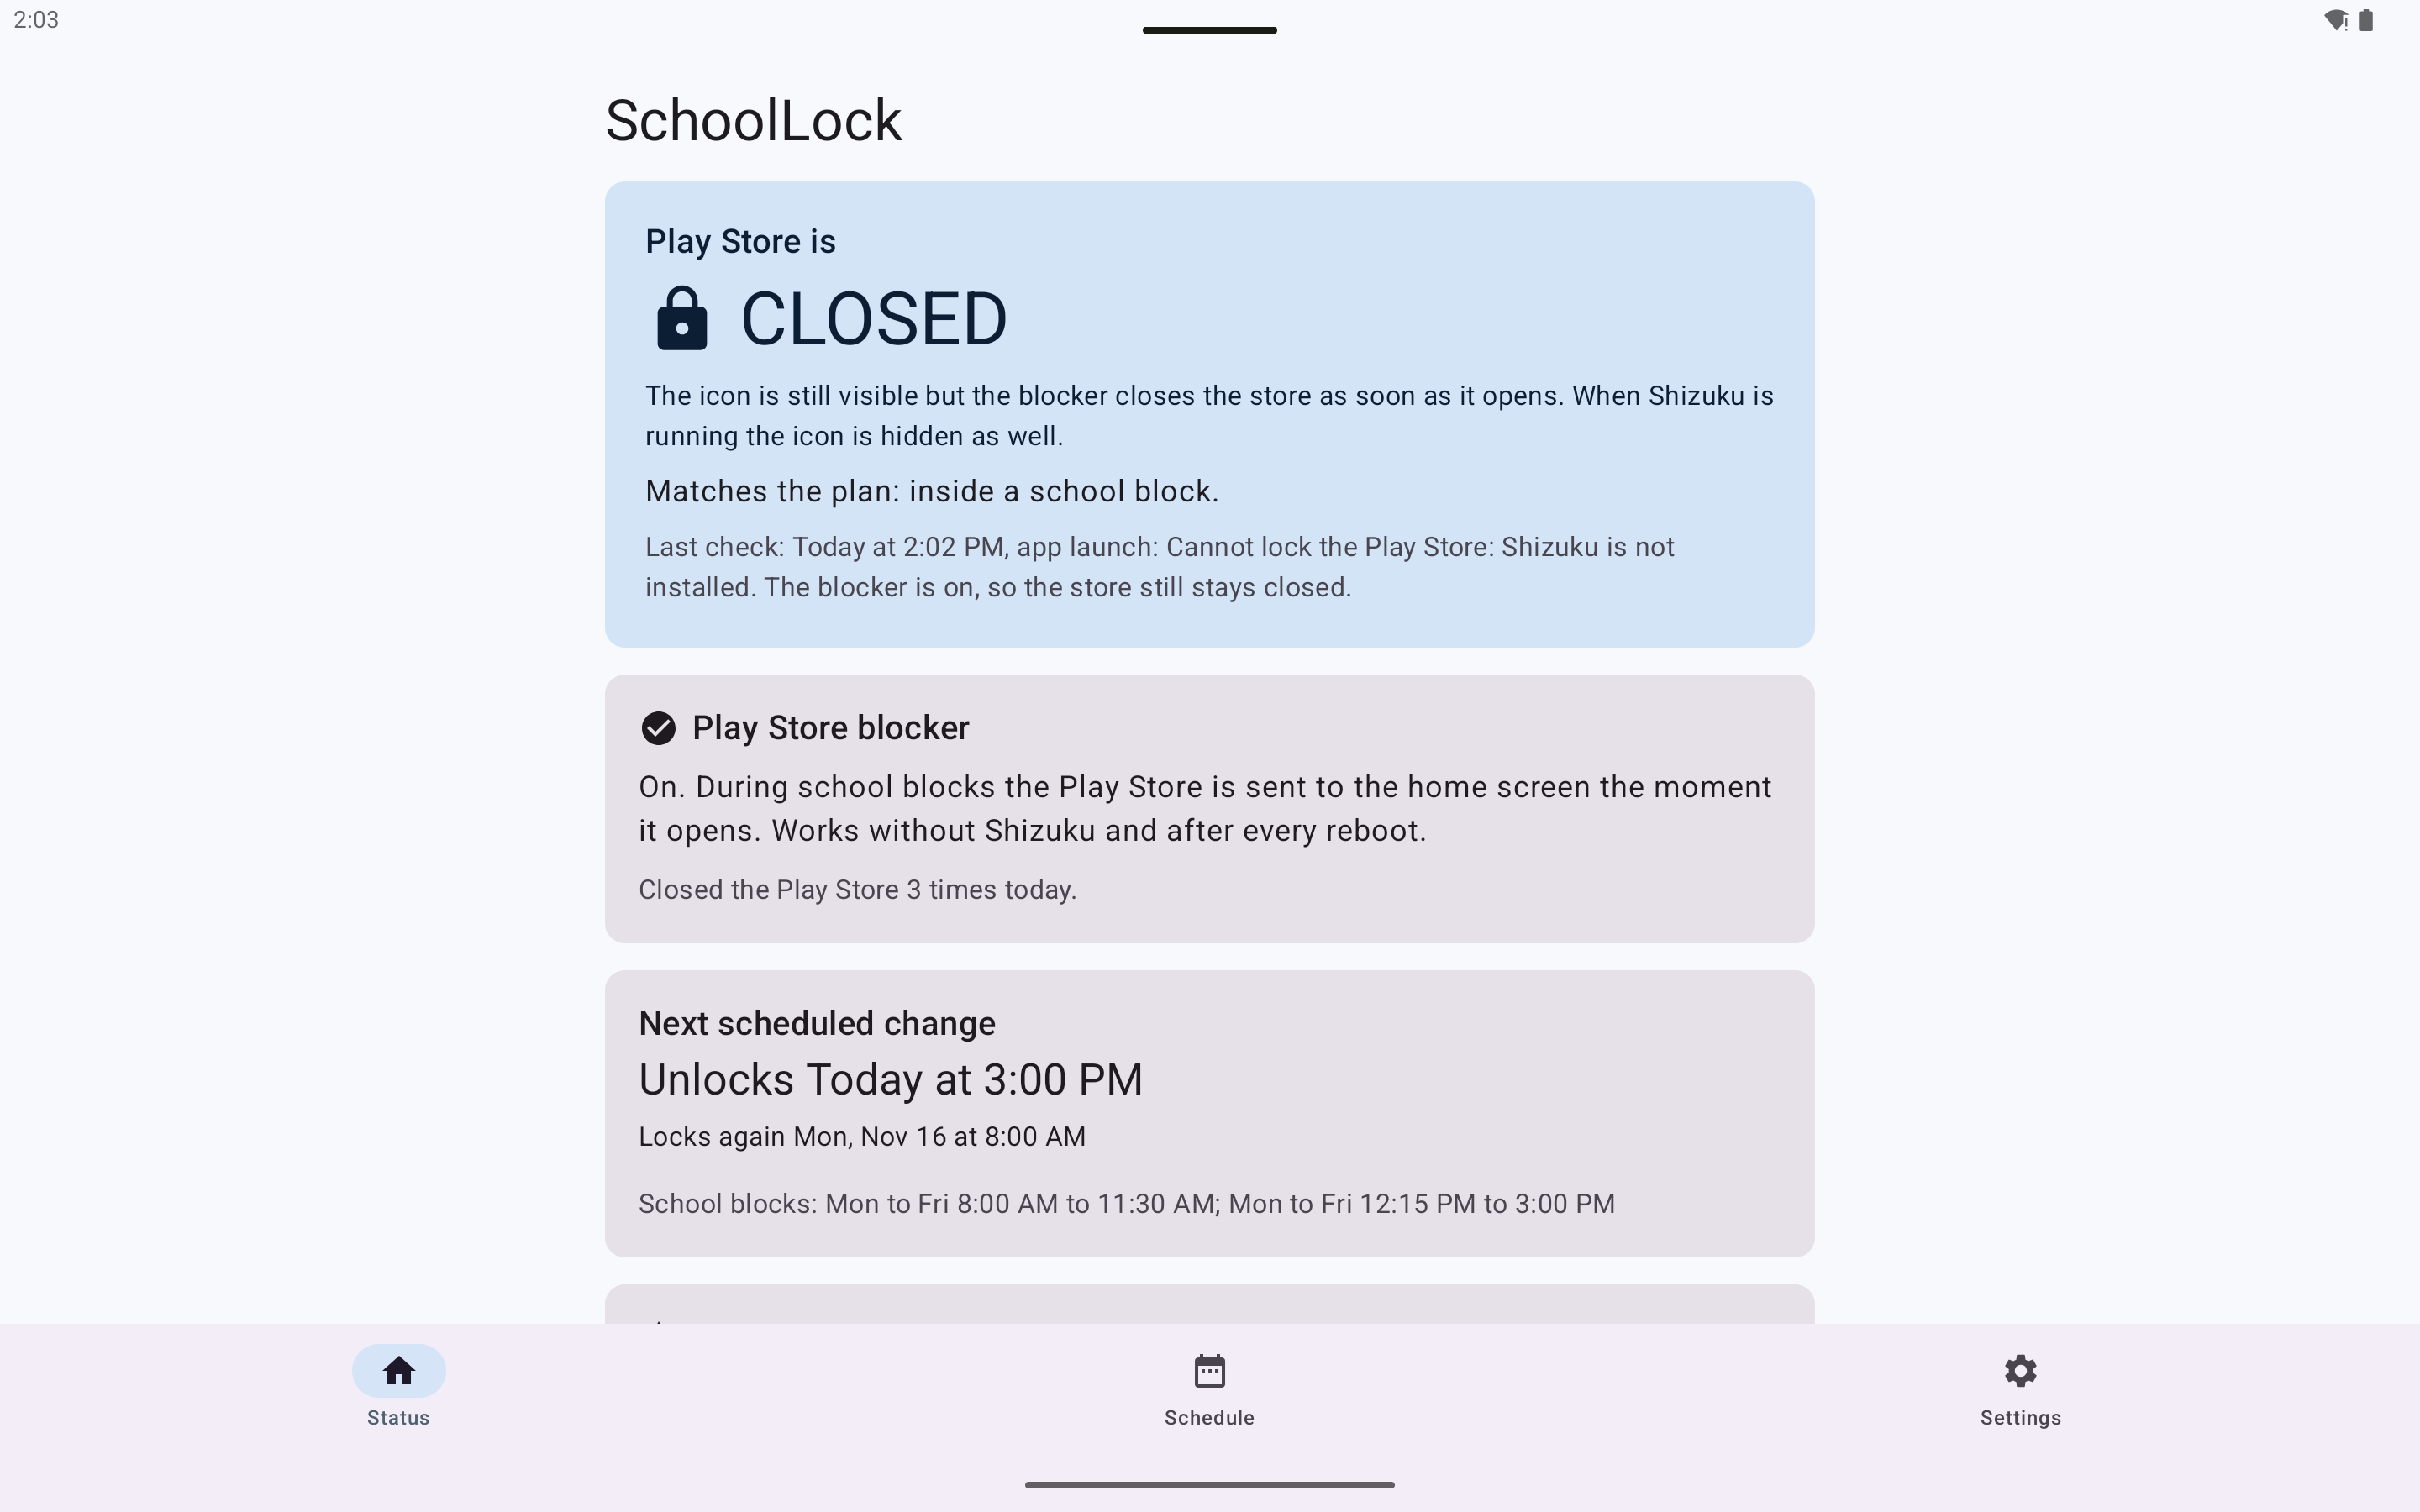 2:03
SchoolLock
Play Store is
CLOSED
The icon is still visible but the blocker closes the store as soon as it opens. When Shizuku is
running the icon is hidden as well.
Matches the plan: inside a school block.
Last check: Today at 2:02 PM, app launch: Cannot lock the Play Store: Shizuku is not
installed. The blocker is on, so the store still stays closed.
Play Store blocker
On. During school blocks the Play Store is sent to the home screen the moment
it opens. Works without Shizuku and after every reboot.
Closed the Play Store 3 times today.
Next scheduled change
Unlocks Today at 3:00 PM
Locks again Mon, Nov 16 at 8:00 AM
School blocks: Mon to Fri 8:00 AM to 11:30 AM; Mon to Fri 12:15 PM to 3:00 PM
Status
Schedule
Settings